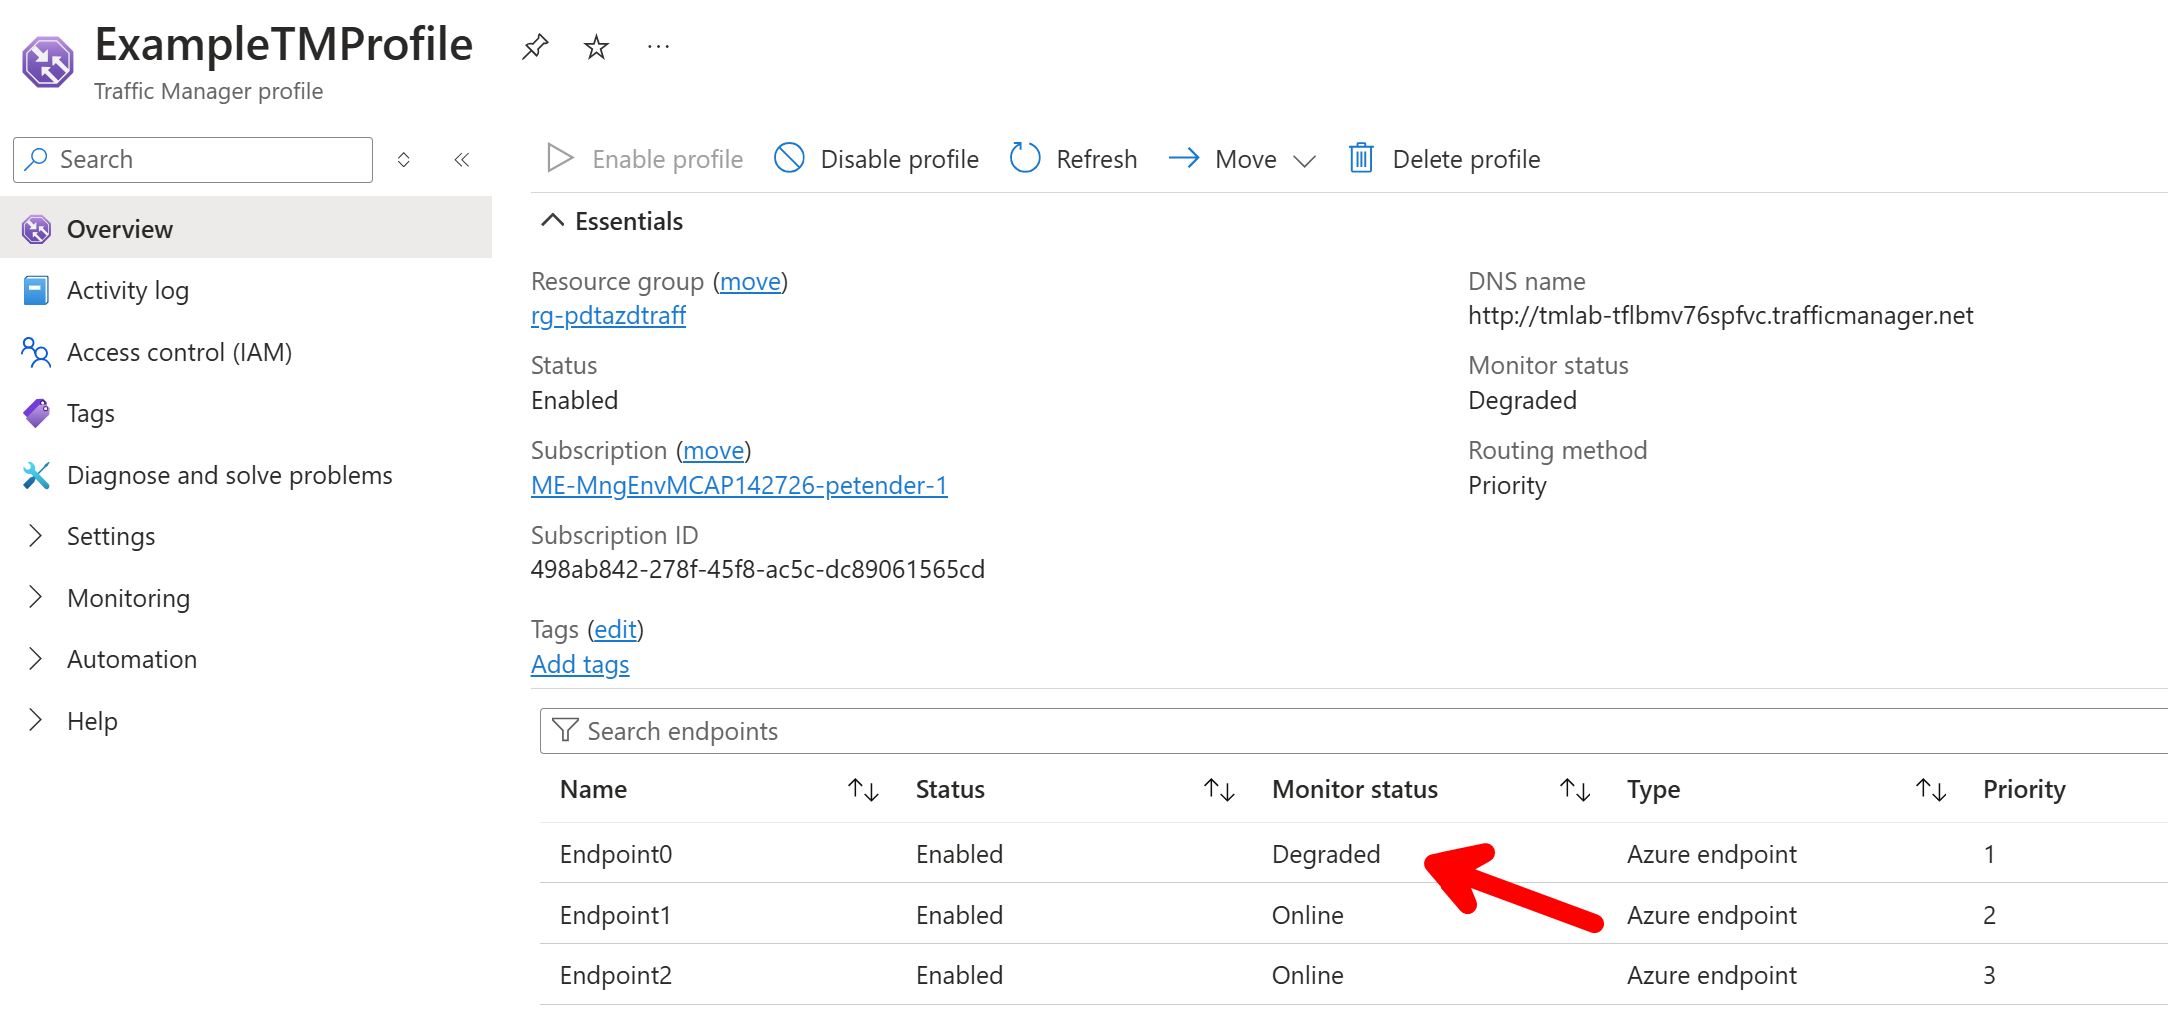 ExampleTMProfile
Traffic Manager profile
Search
Overview
Activity log
Access control (IAM)
Tags
Diagnose and solve problems
Settings
Monitoring
Automation
Help
Enable profile Disable profile Refresh Move Delete profile
Essentials
Resource group (move)
rg-pdtazdtraff
Status
Enabled
Subscription (move)
ME-MngEnvMCAP142726-petender-1
Subscription ID
498ab842-278f-45f8-ac5c-dc89061565cd
Tags (edit)
Add tags
DNS name
http://tmlab-tflbmv76spfvc.trafficmanager.net
Monitor status
Degraded
Routing method
Priority
Search endpoints
Name Status Monitor status Type Priority
Endpoint0 Enabled Degraded Azure endpoint 1
Endpoint1 Enabled Online Azure endpoint 2
Endpoint2 Enabled Online Azure endpoint 3